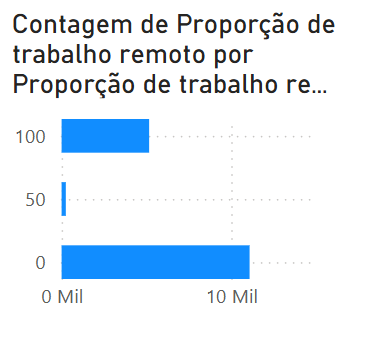 Contagem de Proporção de
trabalho remoto por
Proporção de trabalho re...
100
50
0
0 Mil 10 Mil